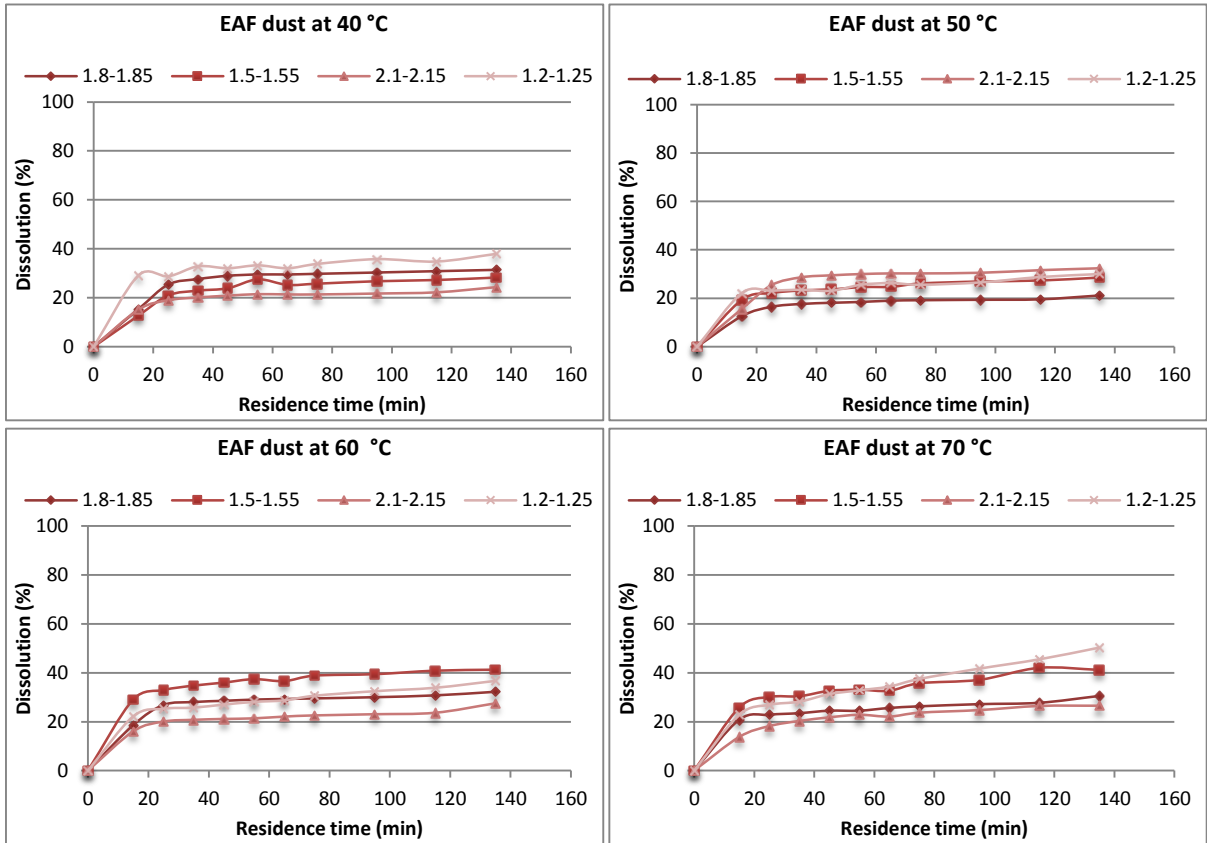 EAF dust at 40 °C
1.8-1.85 1.5-1.55 2.1-2.15 1.2-1.25
100
80
60
40
20
0
Dissolution (%)
0 20 40 60 80 100 120 140 160
Residence time (min)
EAF dust at 50 °C
1.8-1.85 1.5-1.55 2.1-2.15 1.2-1.25
100
80
60
40
20
0
Dissolution (%)
0 20 40 60 80 100 120 140 160
Residence time (min)
EAF dust at 60 °C
1.8-1.85 1.5-1.55 2.1-2.15 1.2-1.25
100
80
60
40
20
0
Dissolution (%)
0 20 40 60 80 100 120 140 160
Residence time (min)
EAF dust at 70 °C
1.8-1.85 1.5-1.55 2.1-2.15 1.2-1.25
100
80
60
40
20
0
Dissolution (%)
0 20 40 60 80 100 120 140 160
Residence time (min)